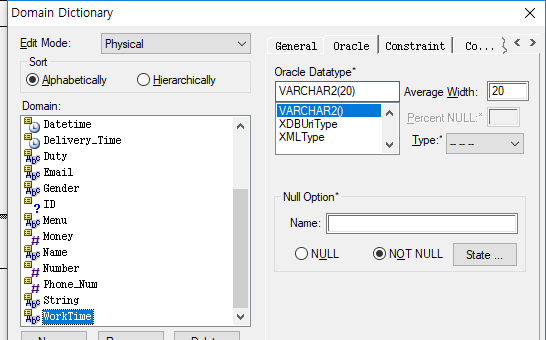 Domain Dictionary
Edit Mode: Physical
Sort
Alphabetically Hierarchically
Domain:
Datetime
Delivery_Time
Duty
Email
Gender
ID
Menu
Money
Name
Number
Phone_Num
String
WorkTime
General Oracle Constraint Co...
Oracle Datatype*
VARCHAR2(20)
VARCHAR2()
XDBUriType
XMLType
Average Width: 20
Percent NULL:*
Type:* -- -- --
Null Option*
Name:
NULL NOT NULL State ...